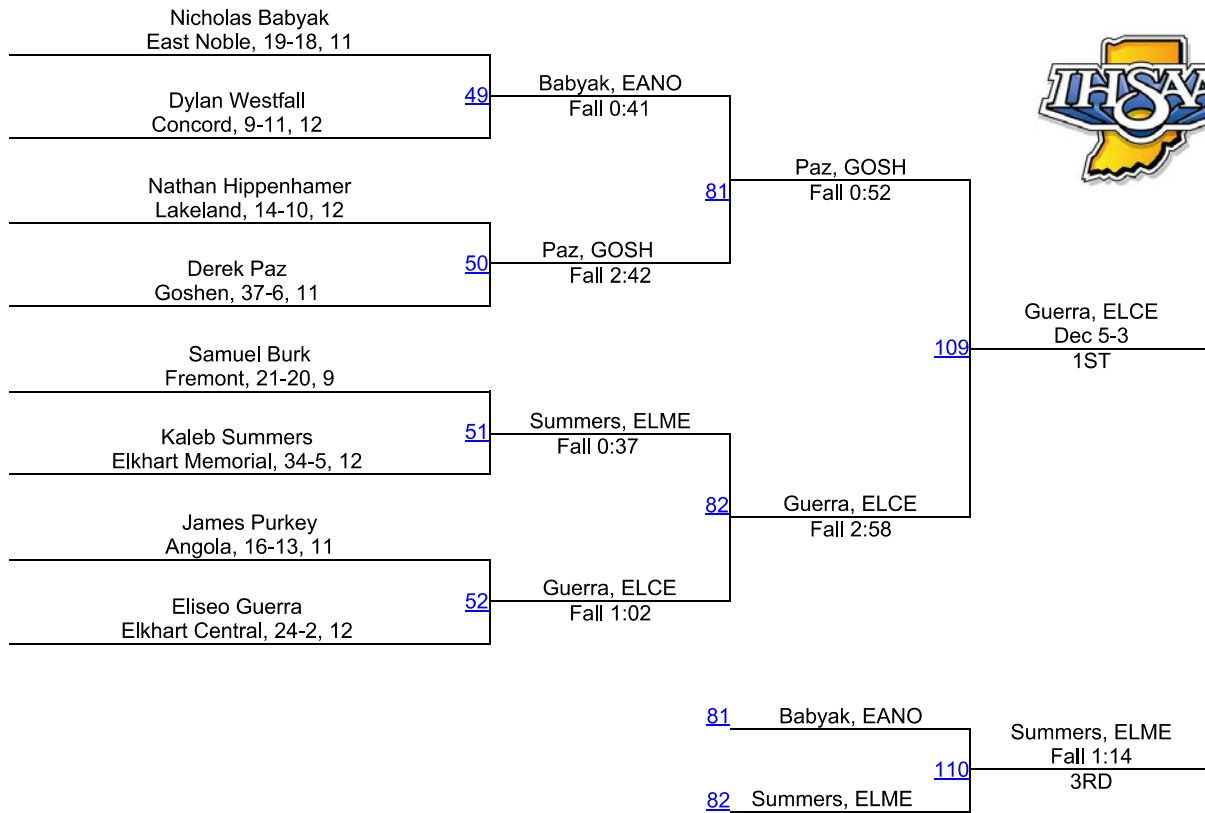 Nicholas Babyak
East Noble, 19-18, 11
49
Dylan Westfall
Concord, 9-11, 12
Babyak, EANO
Fall 0:41
Nathan Hippenhamer
Lakeland, 14-10, 12
50
Derek Paz
Goshen, 37-6, 11
Paz, GOSH
Fall 2:42
81
Paz, GOSH
Fall 0:52
Samuel Burk
Fremont, 21-20, 9
51
Kaleb Summers
Elkhart Memorial, 34-5, 12
Summers, ELME
Fall 0:37
James Purkey
Angola, 16-13, 11
52
Eliseo Guerra
Elkhart Central, 24-2, 12
Guerra, ELCE
Fall 1:02
82
Guerra, ELCE
Fall 2:58
109
Guerra, ELCE
Dec 5-3
1ST
IHSAA
81
Babyak, EANO
110
82
Summers, ELME
Summers, ELME
Fall 1:14
3RD